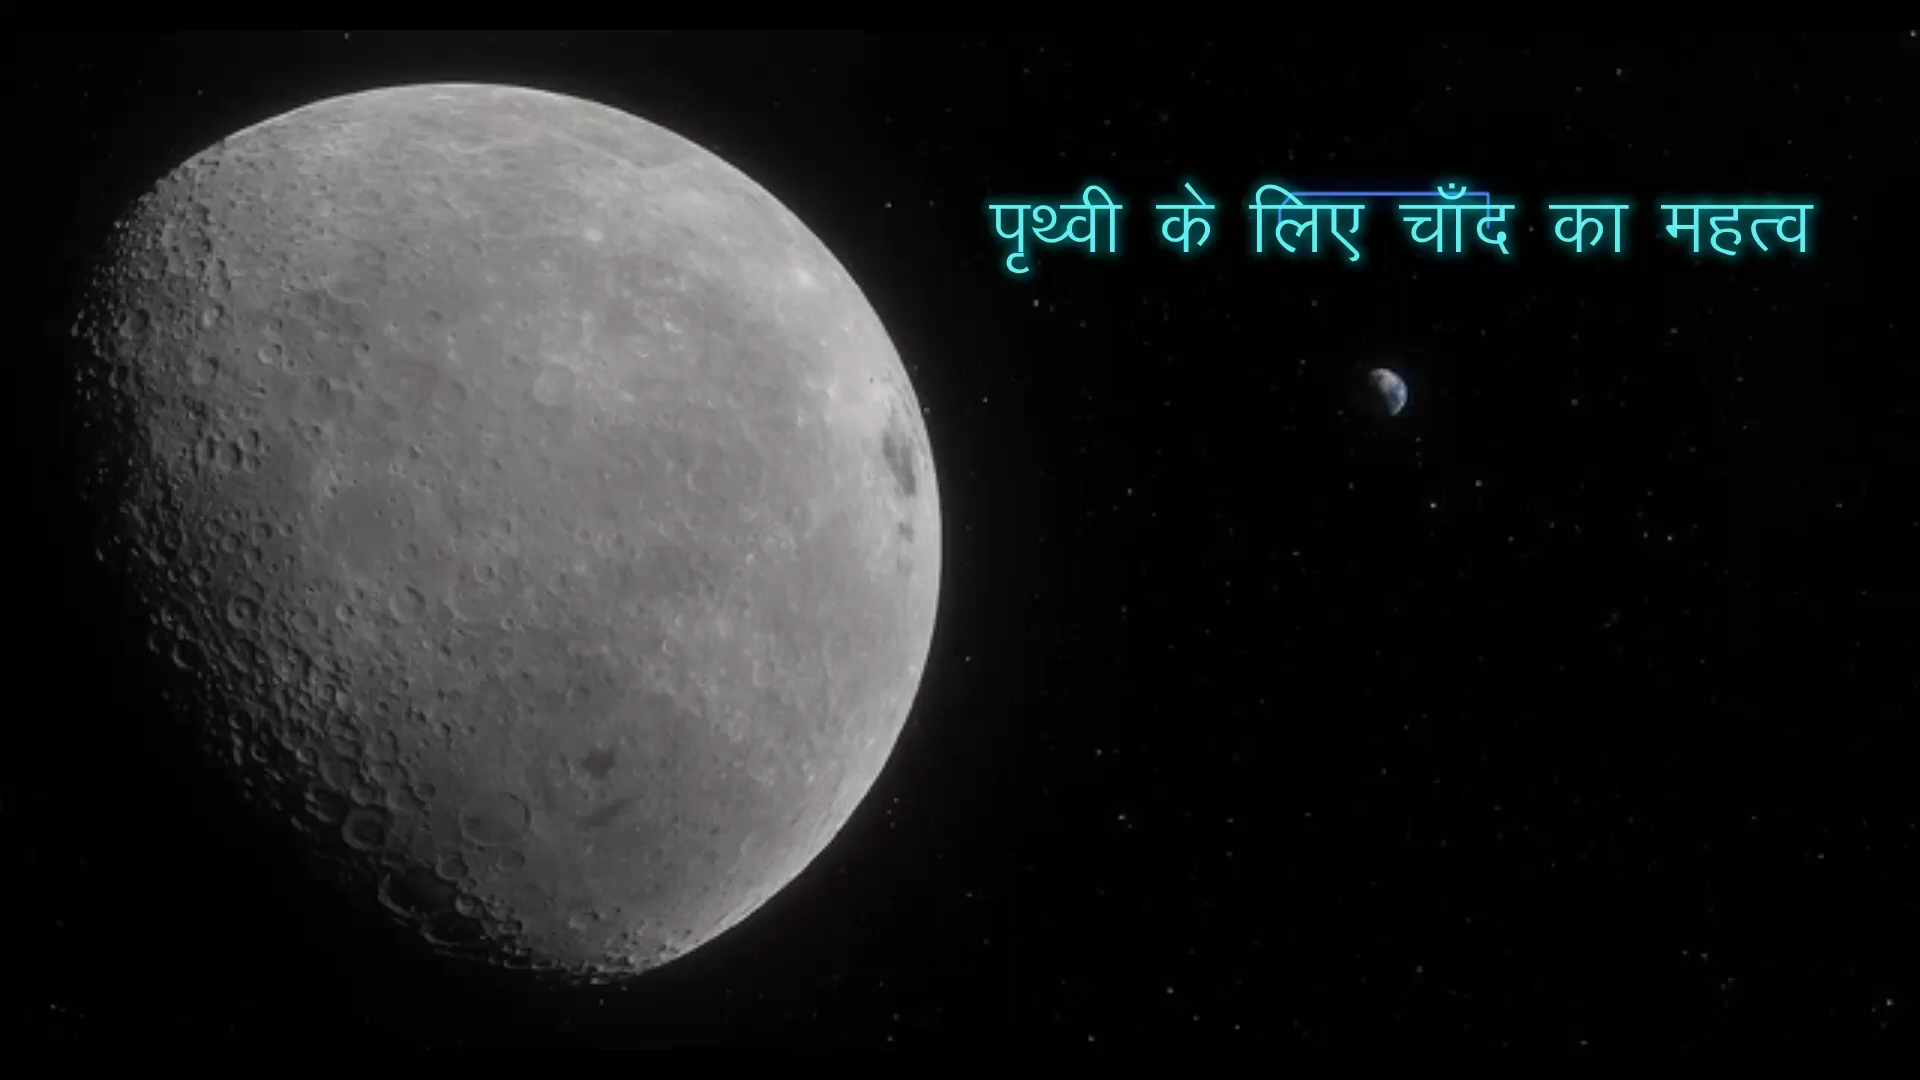 पृथ्वी के लिए चाँद का महत्व